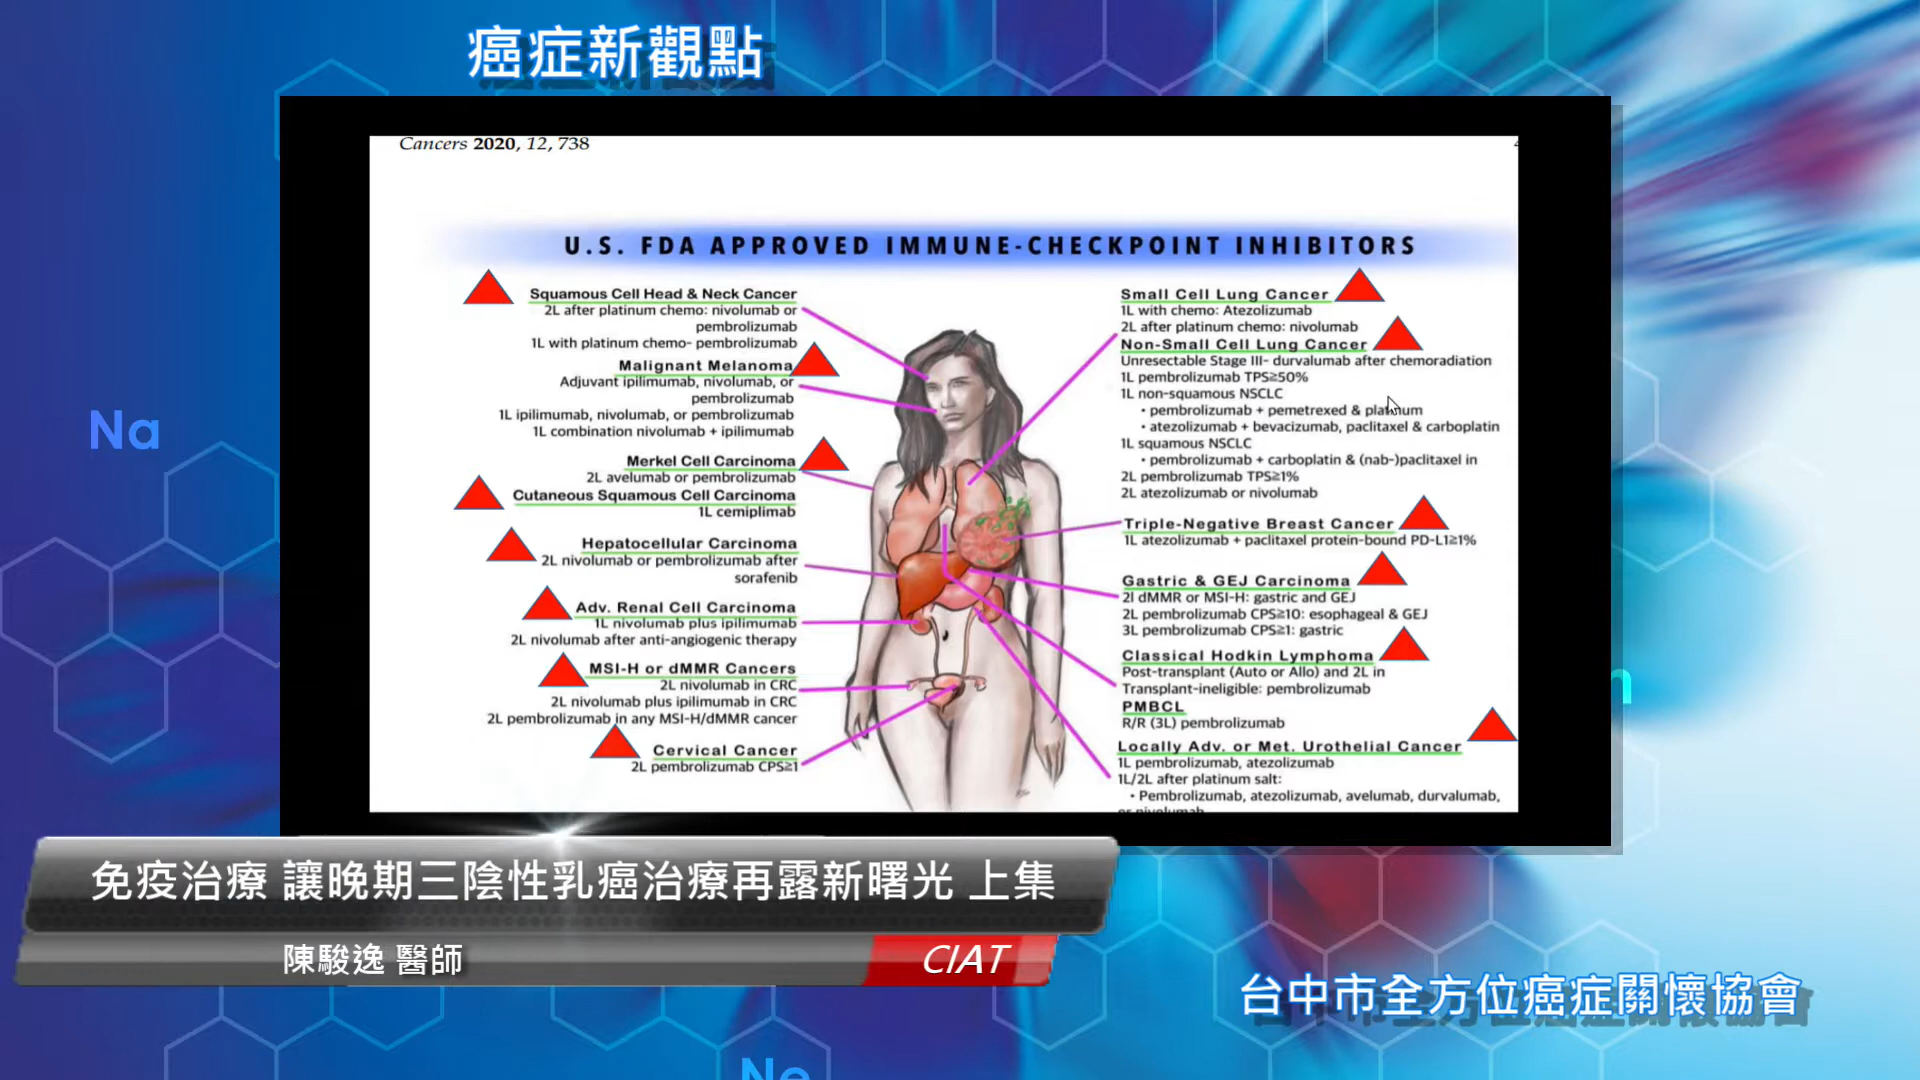 癌症新觀點
Cancers 2020, 12, 738
U.S. FDA APPROVED IMMUNE-CHECKPOINT INHIBITORS
Squamous Cell Head & Neck Cancer
2L after platinum chemo: nivolumab or
pembrolizumab
1L with platinum chemo- pembrolizumab
Malignant Melanoma
Adjuvant ipilimumab, nivolumab, or
pembrolizumab
1L ipilimumab, nivolumab, or pembrolizumab
1L combination nivolumab + ipilimumab
Merkel Cell Carcinoma
2L avelumab or pembrolizumab
Cutaneous Squamous Cell Carcinoma
1L cemiplimab
Hepatocellular Carcinoma
2L nivolumab or pembrolizumab after
sorafenib
Adv. Renal Cell Carcinoma
1L nivolumab plus ipilimumab
2L nivolumab after anti-angiogenic therapy
MSI-H or dMMR Cancers
2L nivolumab in CRC
2L nivolumab plus ipilimumab in CRC
2L pembrolizumab in any MSI-H/dMMR cancer
Cervical Cancer
2L pembrolizumab CPS≥1
Small Cell Lung Cancer
1L with chemo: Atezolizumab
2L after platinum chemo: nivolumab
Non-Small Cell Lung Cancer
Unresectable Stage III- durvalumab after chemoradiation
1L pembrolizumab TPS≥50%
1L non-squamous NSCLC
• pembrolizumab + pemetrexed & platinum
• atezolizumab + bevacizumab, paclitaxel & carboplatin
1L squamous NSCLC
• pembrolizumab + carboplatin & (nab-)paclitaxel in
2L pembrolizumab TPS≥1%
2L atezolizumab or nivolumab
Triple-Negative Breast Cancer
1L atezolizumab + paclitaxel protein-bound PD-L1≥1%
Gastric & GEJ Carcinoma
2l dMMR or MSI-H: gastric and GEJ
2L pembrolizumab CPS≥10: esophageal & GEJ
3L pembrolizumab CPS≥1: gastric
Classical Hodkin Lymphoma
Post-transplant (Auto or Allo) and 2L in
Transplant-ineligible: pembrolizumab
PMBCL
R/R (3L) pembrolizumab
Locally Adv. or Met. Urothelial Cancer
1L pembrolizumab, atezolizumab
1L/2L after platinum salt:
• Pembrolizumab, atezolizumab, avelumab, durvalumab,
or nivolumab
Na
免疫治療 讓晚期三陰性乳癌治療再露新曙光 上集
陳駿逸 醫師
CIAT
台中市全方位癌症關懷協會
Ne